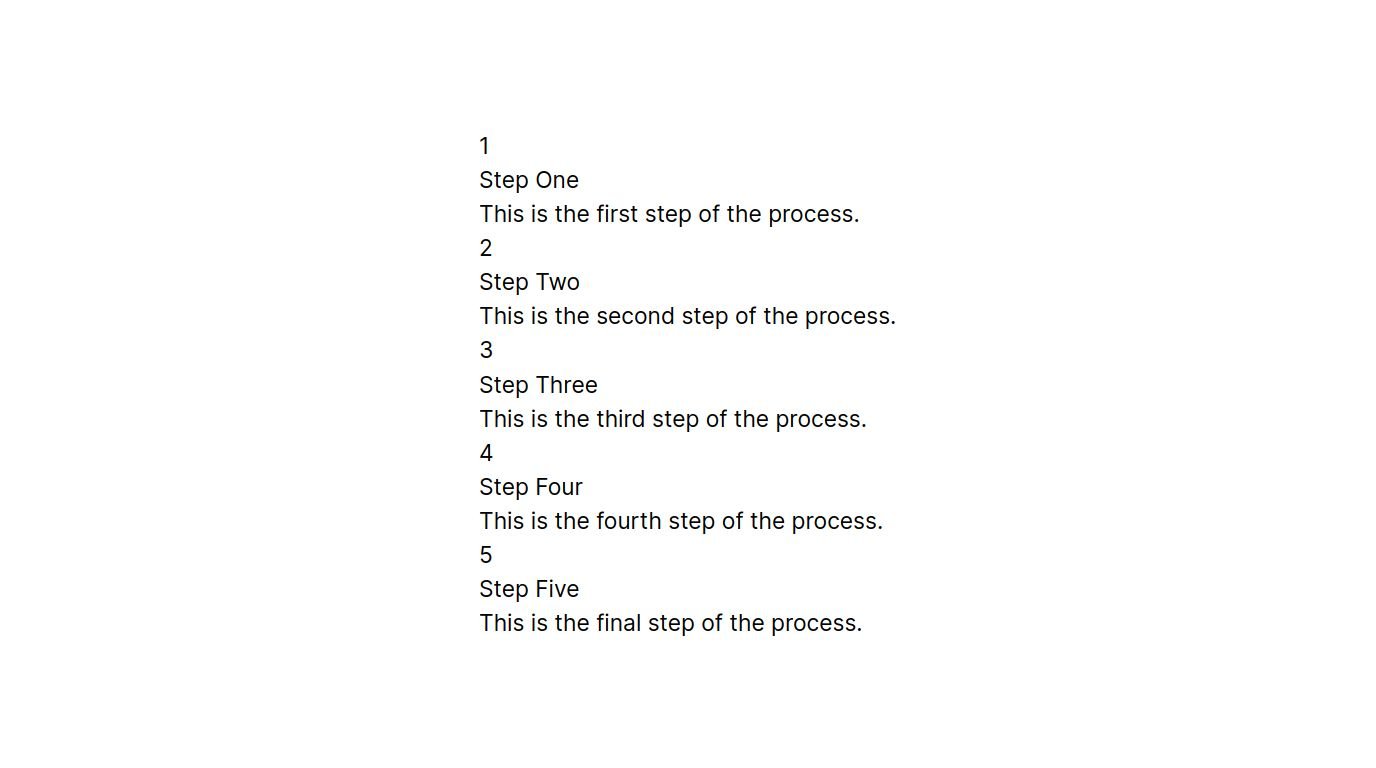 1
Step One
This is the first step of the process.
2
Step Two
This is the second step of the process.
3
Step Three
This is the third step of the process.
4
Step Four
This is the fourth step of the process.
5
Step Five
This is the final step of the process.